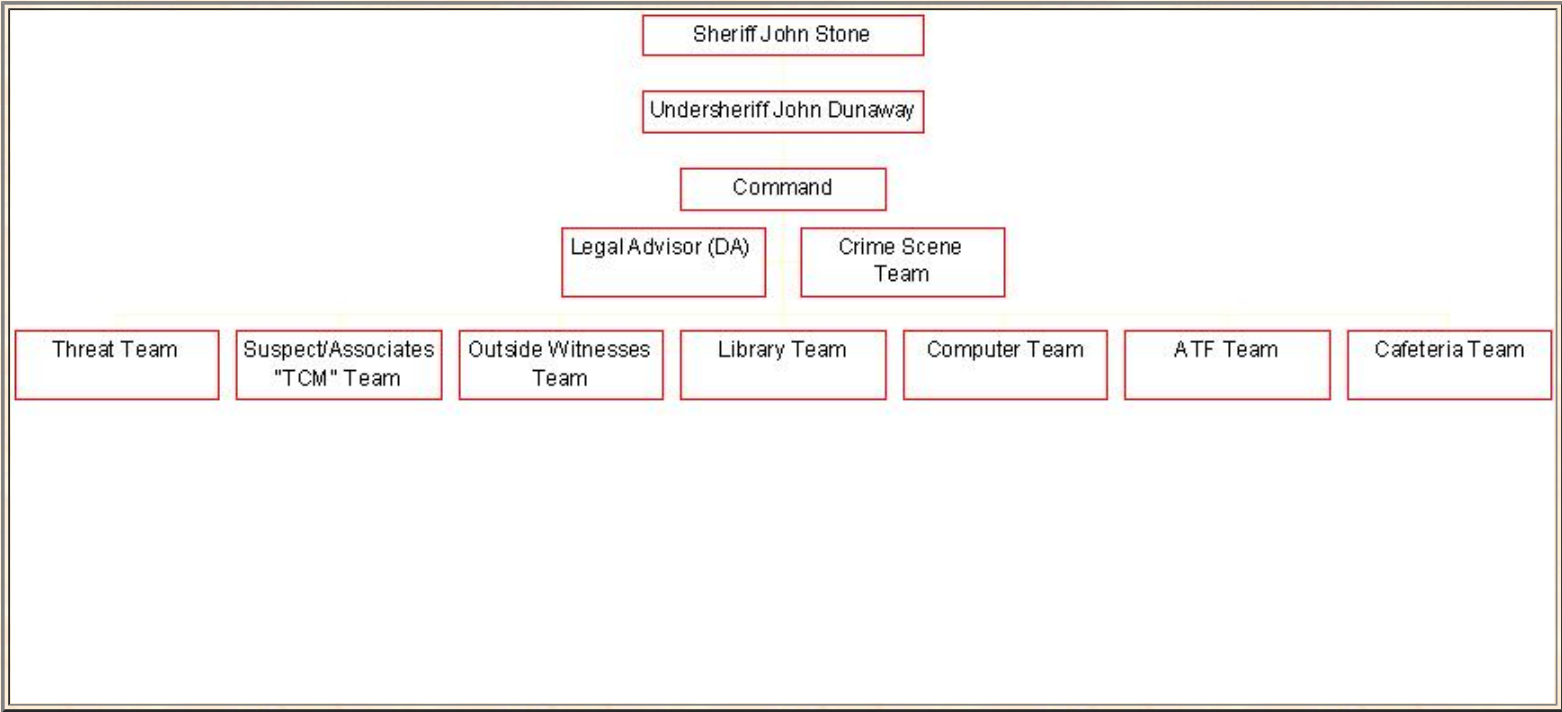 Sheriff John Stone
Undersheriff John Dunaway
Command
Legal Advisor (DA)
Crime Scene
Team
Threat Team
Suspect/Associates
"TCM" Team
Outside Witnesses
Team
Library Team
Computer Team
ATF Team
Cafeteria Team